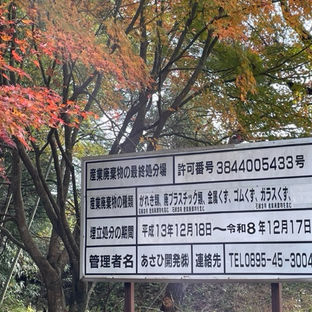 産業廃棄物の最終処分場 許可番号 3844005433号
産業廃棄物の種類 がれき類、廃プラスチック類、金属くず、ゴムくず、ガラスくず、
埋立処分の期間 平成13年12月18日～令和8年12月17日
管理者名 あさひ開発㈱ 連絡先 TEL0895-45-3004